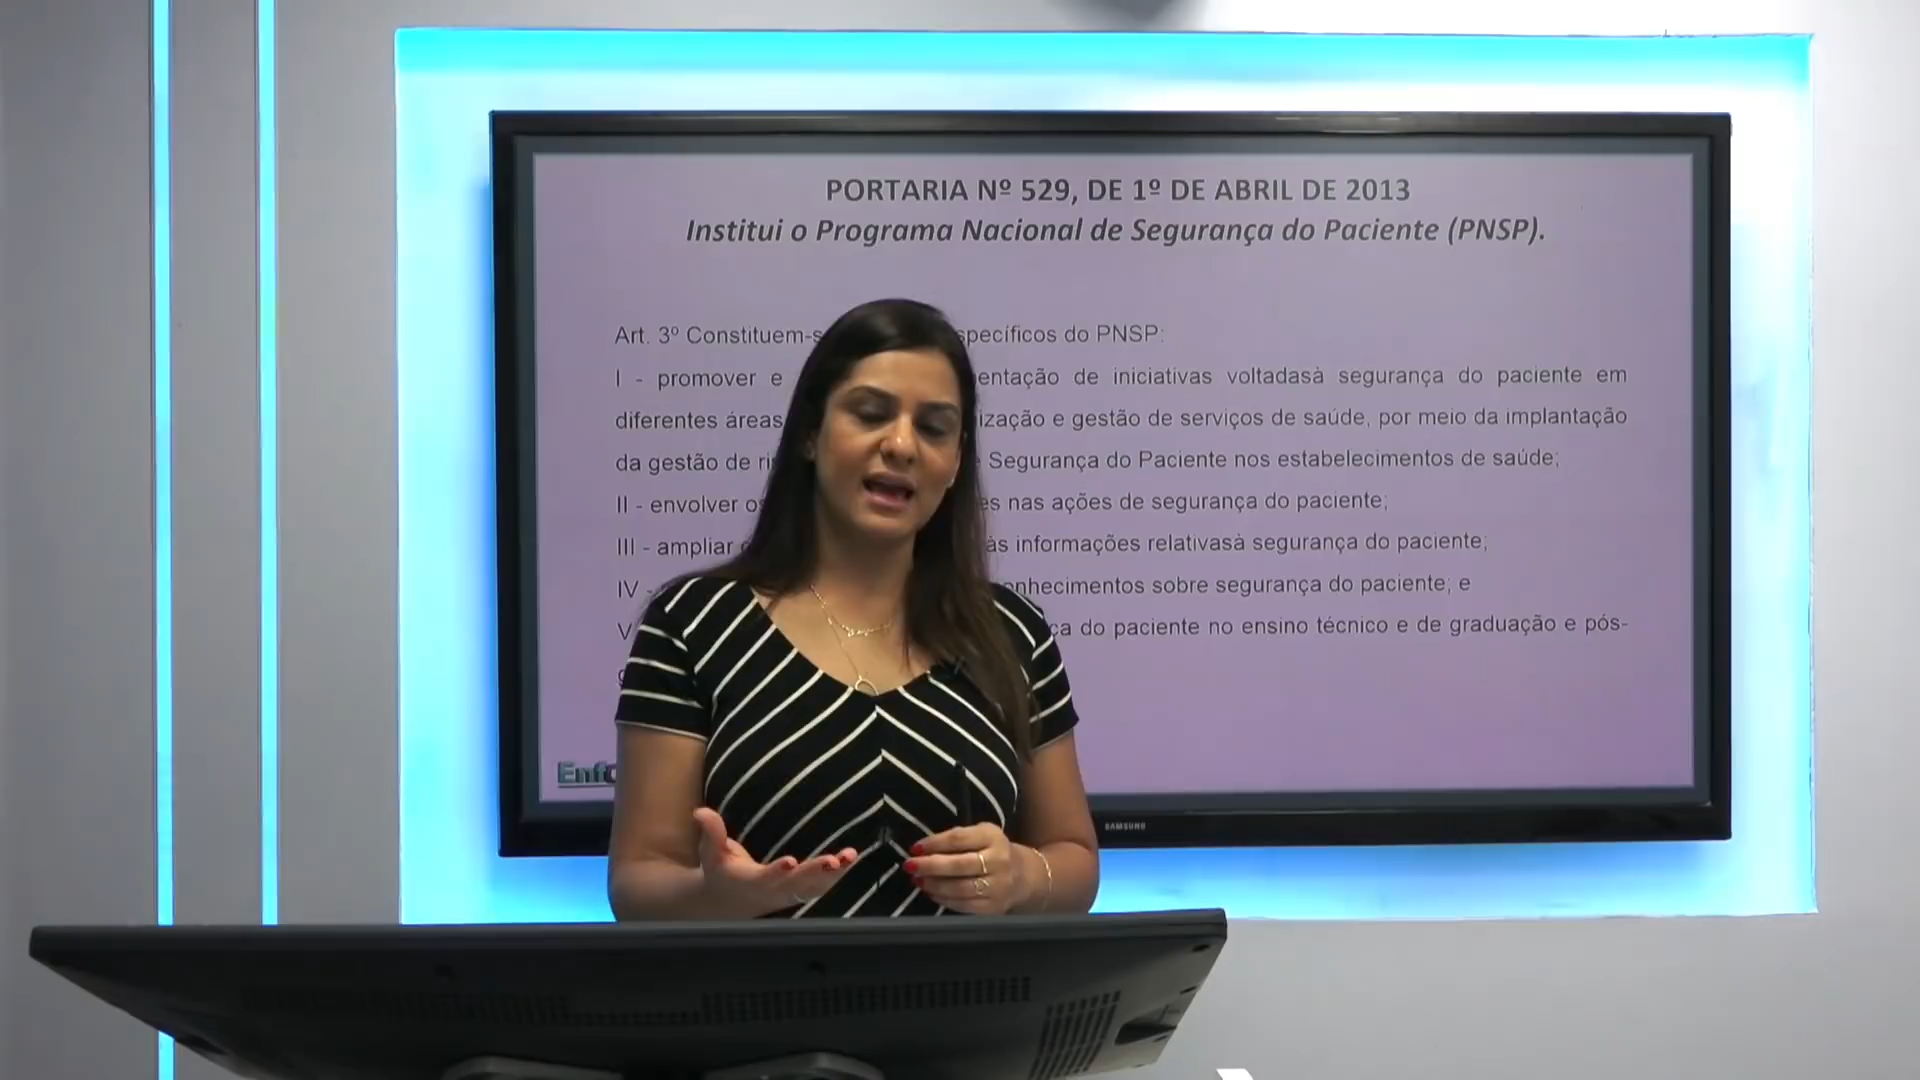 PORTARIA Nº 529, DE 1º DE ABRIL DE 2013
Institui o Programa Nacional de Segurança do Paciente (PNSP).
Art. 3º Constituem-s specíficos do PNSP:
I - promover e entação de iniciativas voltadasà segurança do paciente em
diferentes áreas ização e gestão de serviços de saúde, por meio da implantação
da gestão de ri Segurança do Paciente nos estabelecimentos de saúde;
II - envolver os es nas ações de segurança do paciente;
III - ampliar às informações relativasà segurança do paciente;
IV - onhecimentos sobre segurança do paciente; e
V ça do paciente no ensino técnico e de graduação e pós-
Enfc
SAMSUNG